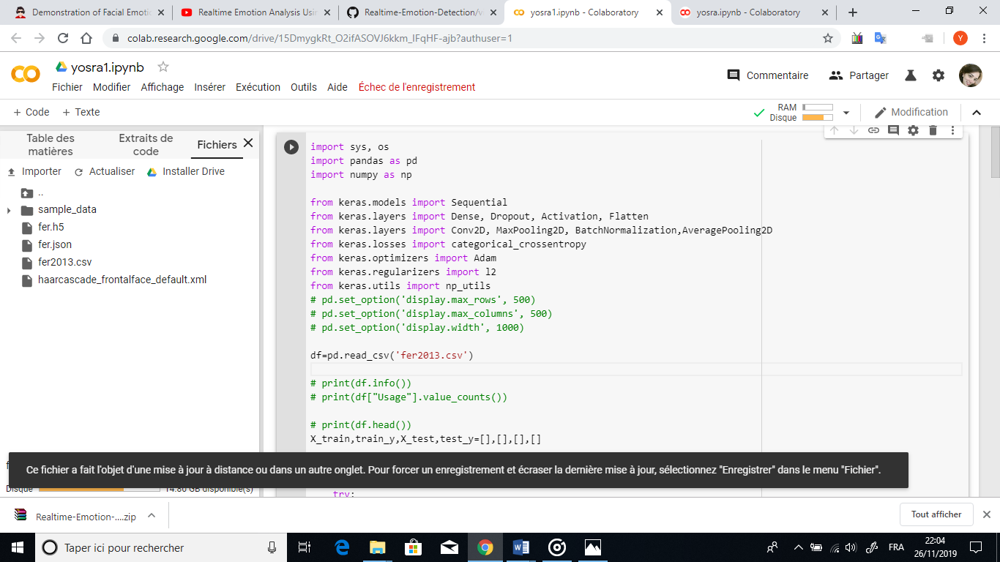 Demonstration of Facial Emoti
Realtime Emotion Analysis Usin
Realtime-Emotion-Detection/v
yosra1.ipynb - Colaboratory
yosra.ipynb - Colaboratory
colab.research.google.com/drive/15DmygkRt_O2ifASOVJ6kkm_lFqHF-ajb?authuser=1
Y
yosra1.ipynb
Commentaire
Partager
Fichier Modifier Affichage Insérer Exécution Outils Aide Échec de l'enregistrement
+ Code + Texte
RAM
Disque
Modification
Table des matières
Extraits de code
Fichiers
Importer Actualiser Installer Drive
..
sample_data
fer.h5
fer.json
fer2013.csv
haarcascade_frontalface_default.xml
import sys, os
import pandas as pd
import numpy as np
from keras.models import Sequential
from keras.layers import Dense, Dropout, Activation, Flatten
from keras.layers import Conv2D, MaxPooling2D, BatchNormalization,AveragePooling2D
from keras.losses import categorical_crossentropy
from keras.optimizers import Adam
from keras.regularizers import l2
from keras.utils import np_utils
# pd.set_option('display.max_rows', 500)
# pd.set_option('display.max_columns', 500)
# pd.set_option('display.width', 1000)
df=pd.read_csv('fer2013.csv')
# print(df.info())
# print(df["Usage"].value_counts())
# print(df.head())
X_train,train_y,X_test,test_y=[],[],[],[]
Ce fichier a fait l'objet d'une mise à jour à distance ou dans un autre onglet. Pour forcer un enregistrement et écraser la dernière mise à jour, sélectionnez "Enregistrer" dans le menu "Fichier".
Disque
14.80 GB disponible(s)
try:
Realtime-Emotion-....zip
Tout afficher
Taper ici pour rechercher
FRA
22:04
26/11/2019